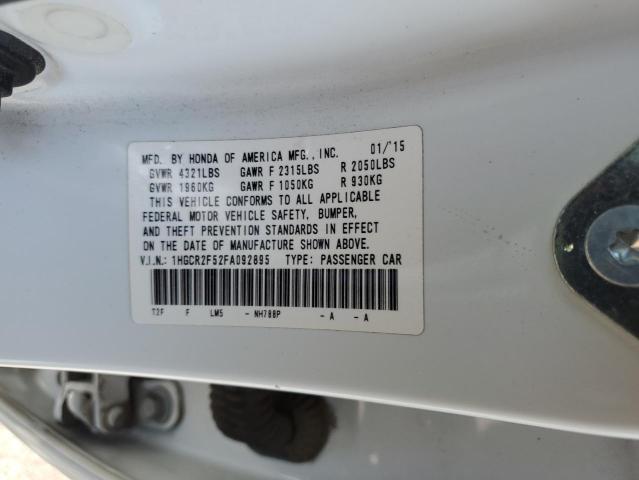 MFD. BY HONDA OF AMERICA MFG., INC. 01/'15
GVWR 4321LBS GAWR F 2315LBS R 2050LBS
GVWR 1960KG GAWR F 1050KG R 930KG
THIS VEHICLE CONFORMS TO ALL APPLICABLE
FEDERAL MOTOR VEHICLE SAFETY, BUMPER,
AND THEFT PREVENTION STANDARDS IN EFFECT
ON THE DATE OF MANUFACTURE SHOWN ABOVE.
V.I.N.: 1HGCR2F52FA092895 TYPE: PASSENGER CAR
T2F F LM5 - NH788P - A - A